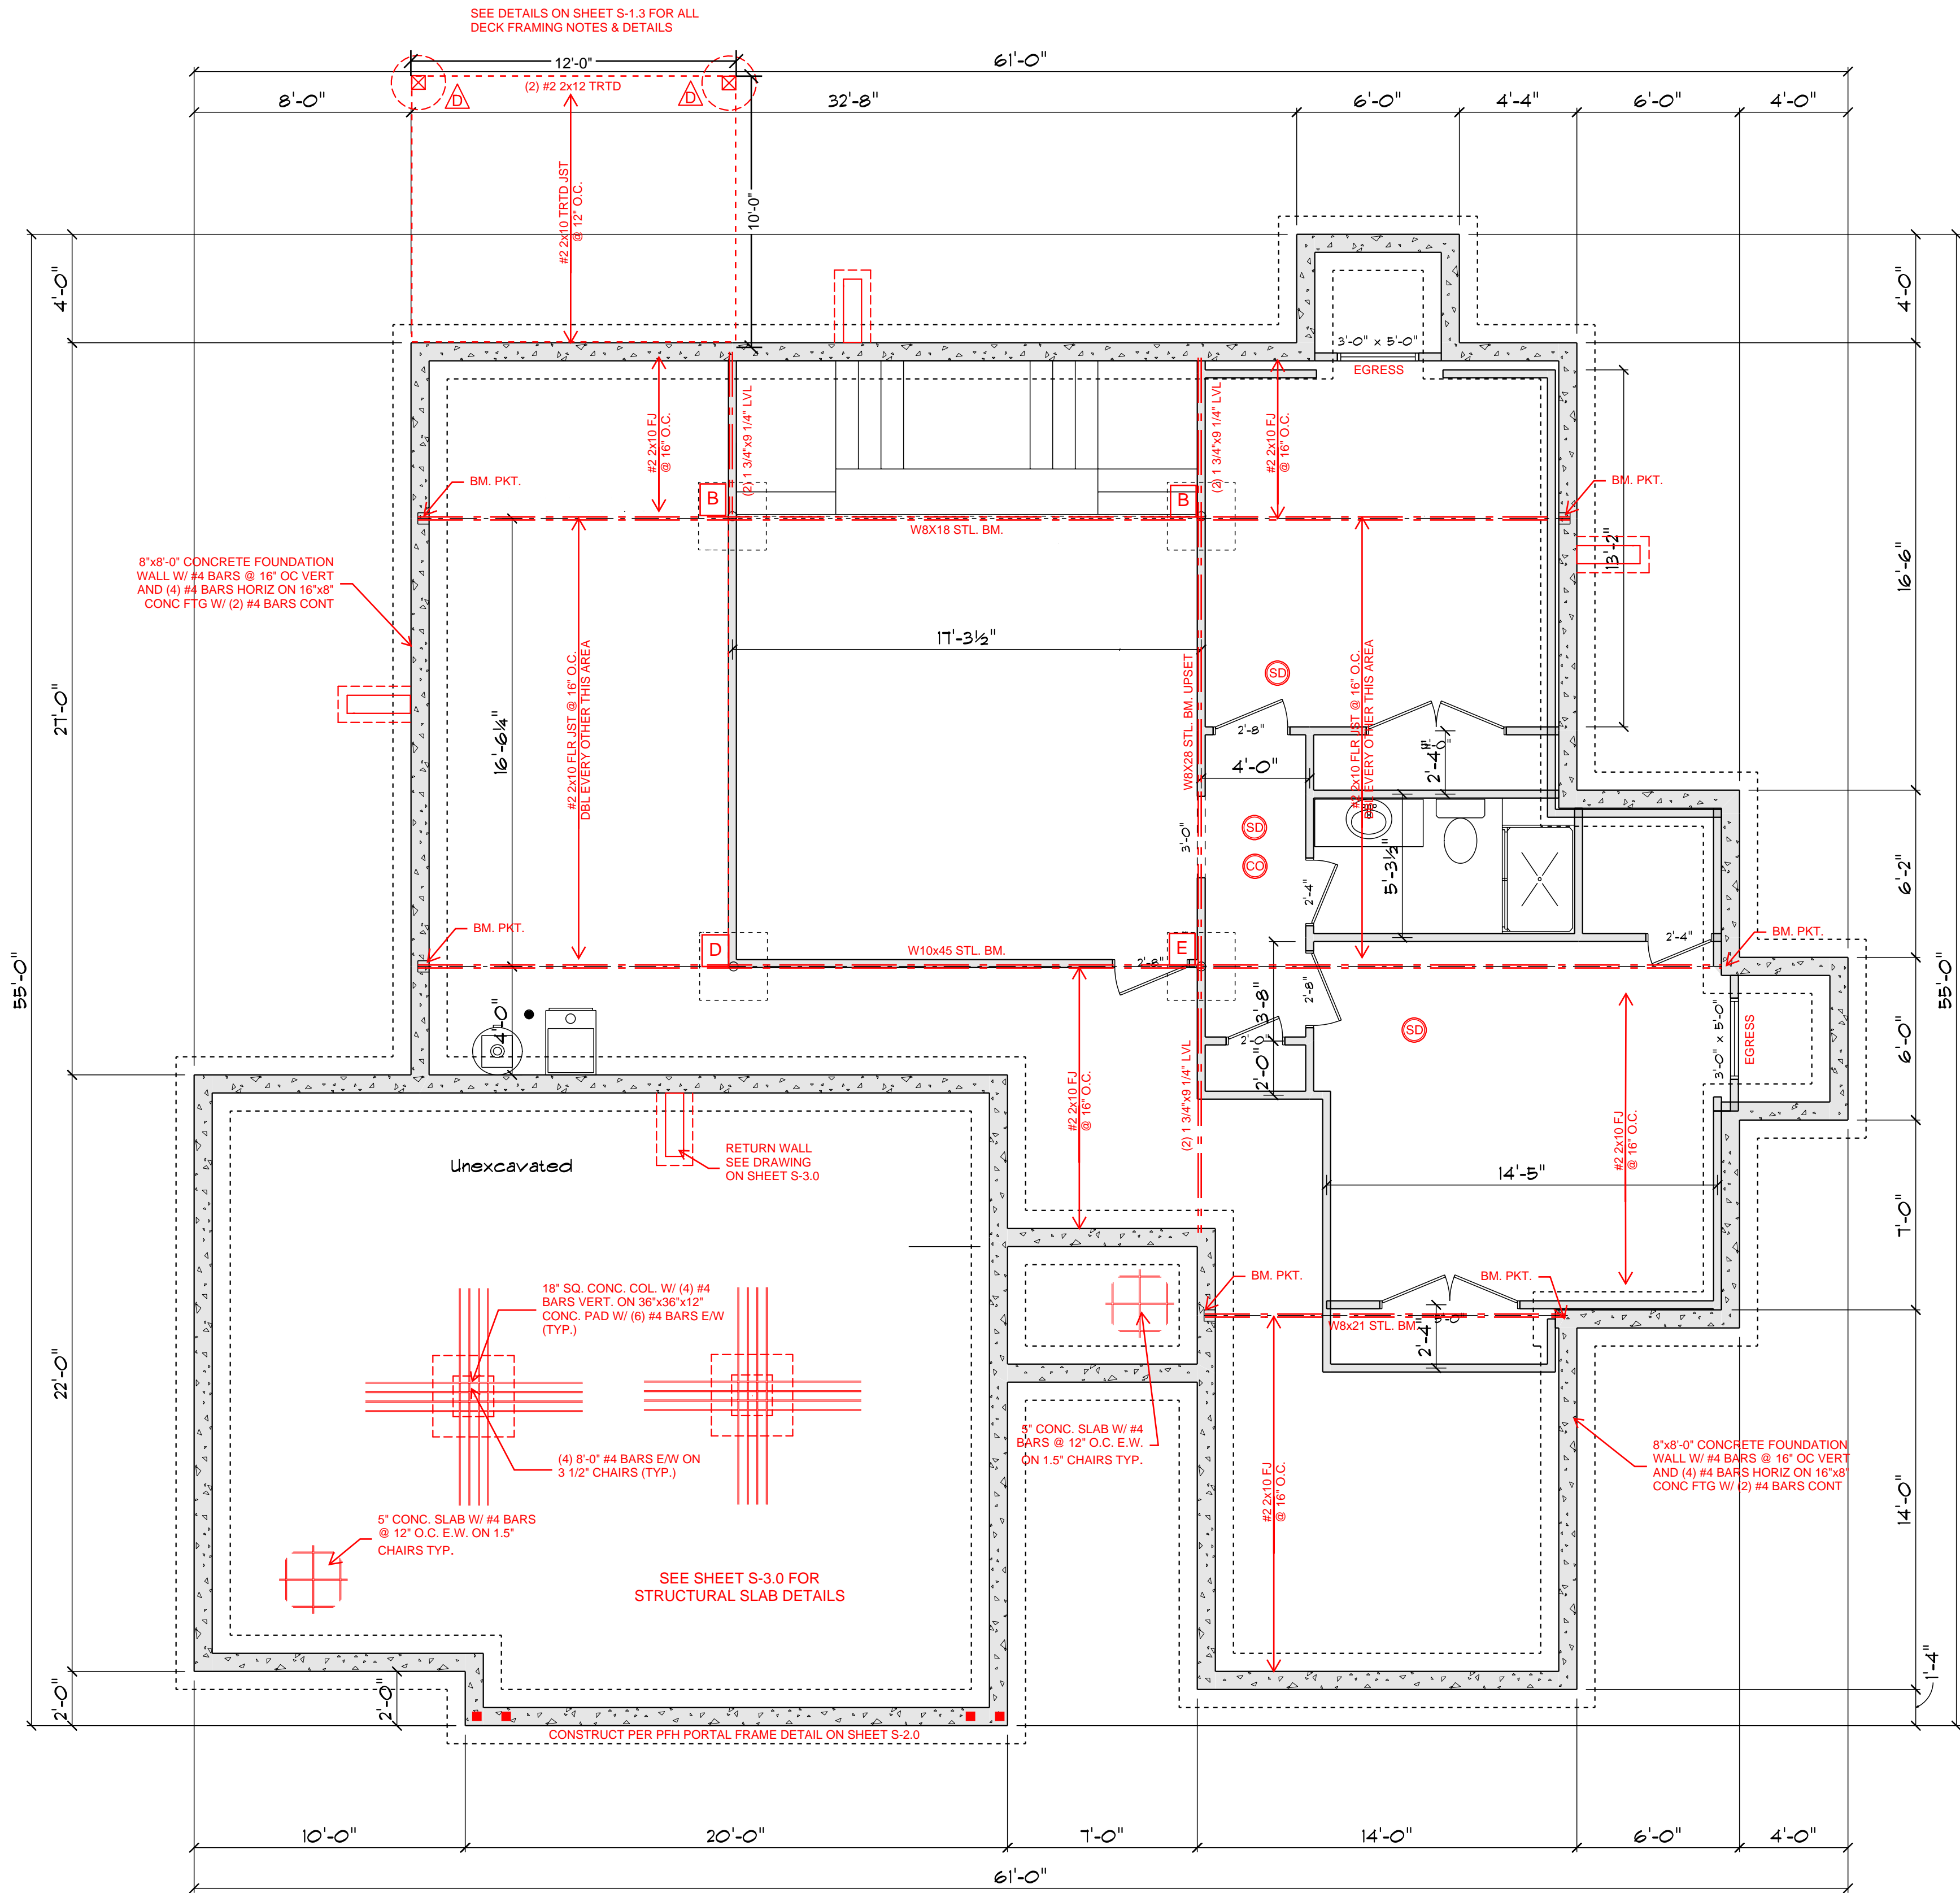 SEE DETAILS ON SHEET S-1.3 FOR ALL
DECK FRAMING NOTES & DETAILS
12'-0"
61'-0"
(2) #2 2x12 TRTD
D
D
8'-0"
32'-8"
6'-0"
4'-4"
6'-0"
4'-0"
#2 2x10 TRTD JST
@ 12" O.C.
10'-0"
4'-0"
4'-0"
3'-0" x 5'-0"
EGRESS
#2 2x10 FJ
@ 16" O.C.
(2) 1 3/4"x9 1/4" LVL
(2) 1 3/4"x9 1/4" LVL
#2 2x10 FJ
@ 16" O.C.
BM. PKT.
B
B
BM. PKT.
W8X18 STL. BM.
8"x8'-0" CONCRETE FOUNDATION
WALL W/ #4 BARS @ 16" OC VERT
AND (4) #4 BARS HORIZ ON 16"x8"
CONC FTG W/ (2) #4 BARS CONT
13'-2"
16'-6"
17'-3½"
27'-0"
16'-6¼"
#2 2x10 FLR JST @ 16" O.C.
DBL EVERY OTHER THIS AREA
W8X28 STL. BM. UPSET
#2 2x10 FLR JST @ 16" O.C.
DBL EVERY OTHER THIS AREA
SD
2'-8"
5'-0"
4'-0"
2'-4"
SD
3'-0"
CO
5'-3½"
2'-4"
6'-2"
BM. PKT.
D
W10x45 STL. BM.
E
2'-8"
2'-4"
BM. PKT.
55'-0"
55'-0"
4'-0"
3'-8"
2'-8"
SD
3'-0" x 5'-0"
EGRESS
6'-0"
2'-0"
2'-0"
#2 2x10 FJ
@ 16" O.C.
(2) 1 3/4"x9 1/4" LVL
#2 2x10 FJ
@ 16" O.C.
Unexcavated
RETURN WALL
SEE DRAWING
ON SHEET S-3.0
14'-5"
7'-0"
18" SQ. CONC. COL. W/ (4) #4
BARS VERT. ON 36"x36"x12"
CONC. PAD W/ (6) #4 BARS E/W
(TYP.)
BM. PKT.
BM. PKT.
W8x21 STL. BM.
5'-0"
2'-4"
22'-0"
(4) 8'-0" #4 BARS E/W ON
3 1/2" CHAIRS (TYP.)
5" CONC. SLAB W/ #4
BARS @ 12" O.C. E.W.
ON 1.5" CHAIRS TYP.
8"x8'-0" CONCRETE FOUNDATION
WALL W/ #4 BARS @ 16" OC VERT
AND (4) #4 BARS HORIZ ON 16"x8"
CONC FTG W/ (2) #4 BARS CONT
#2 2x10 FJ
@ 16" O.C.
14'-0"
5" CONC. SLAB W/ #4 BARS
@ 12" O.C. E.W. ON 1.5"
CHAIRS TYP.
SEE SHEET S-3.0 FOR
STRUCTURAL SLAB DETAILS
1'-4"
2'-0"
2'-0"
CONSTRUCT PER PFH PORTAL FRAME DETAIL ON SHEET S-2.0
10'-0"
20'-0"
7'-0"
14'-0"
6'-0"
4'-0"
61'-0"